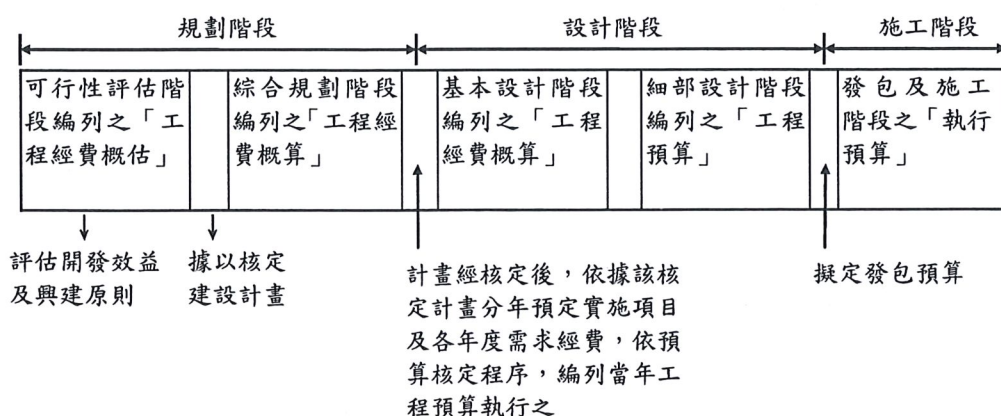 規劃階段
設計階段
施工階段
可行性評估階
段編列之「工
程經費概估」
綜合規劃階段
編列之「工程經
費概算」
基本設計階段
編列之「工程
經費概算」
細部設計階段
編列之「工程
預算」
發包及施工
階段之「執行
預算」
評估開發效益
及興建原則
據以核定
建設計畫
計畫經核定後，依據該核
定計畫分年預定實施項目
及各年度需求經費，依預
算核定程序，編列當年工
程預算執行之
擬定發包預算